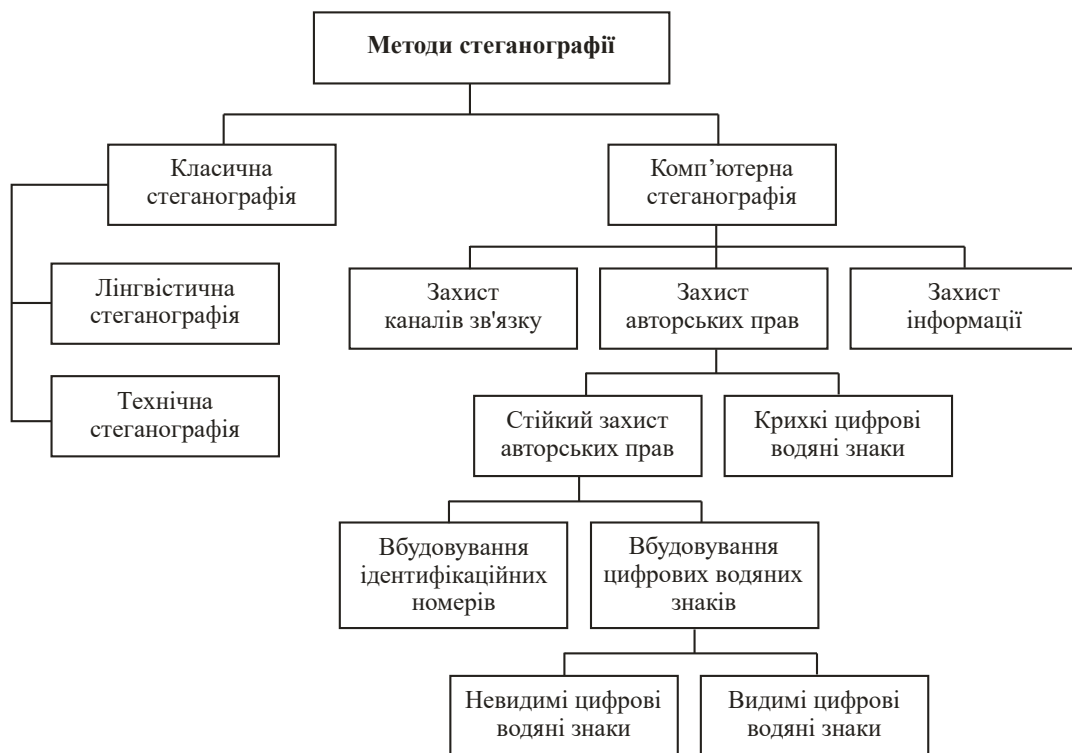 Методи стеганографії
Класична
стеганографія
Комп’ютерна
стеганографія
Лінгвістична
стеганографія
Технічна
стеганографія
Захист
каналів зв'язку
Захист
авторських прав
Захист
інформації
Стійкий захист
авторських прав
Крихкі цифрові
водяні знаки
Вбудовування
ідентифікаційних
номерів
Вбудовування
цифрових водяних
знаків
Невидимі цифрові
водяні знаки
Видимі цифрові
водяні знаки